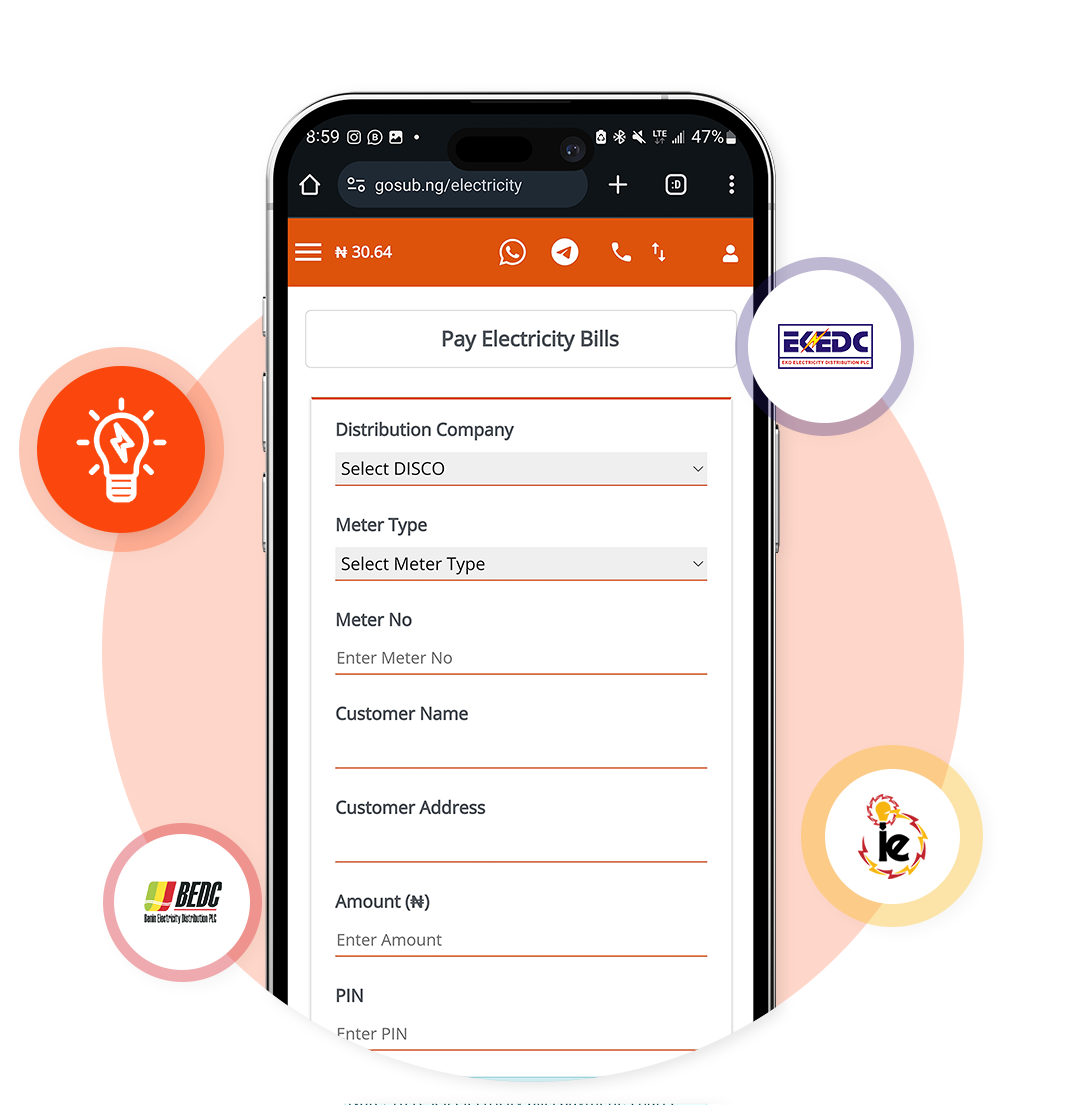 8:59
LTE
47%
gosub.ng/electricity
:D
₦ 30.64
Pay Electricity Bills
EKEDC
EKO ELECTRICITY DISTRIBUTION PLC
Distribution Company
Select DISCO
Meter Type
Select Meter Type
Meter No
Enter Meter No
Customer Name
Customer Address
ie
BEDC
Benin Electricity Distribution PLC
Amount (₦)
Enter Amount
PIN
Enter PIN